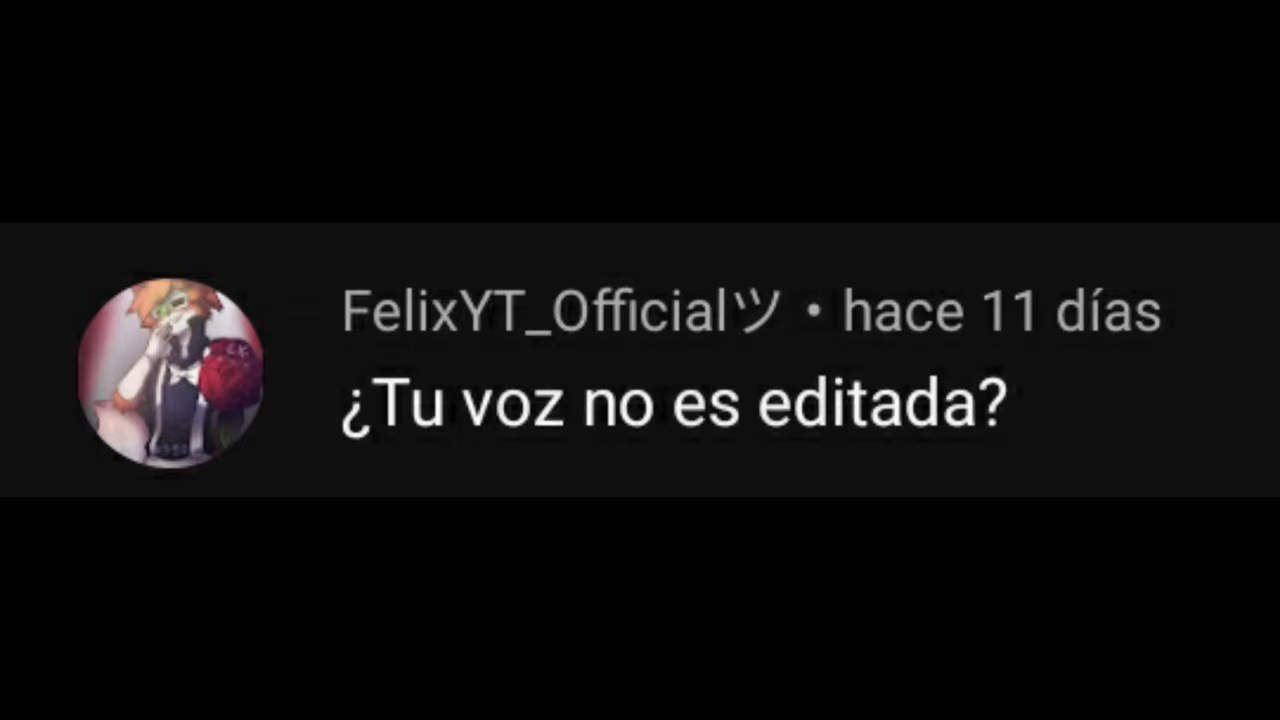 FelixYT_Officialツ • hace 11 días
¿Tu voz no es editada?